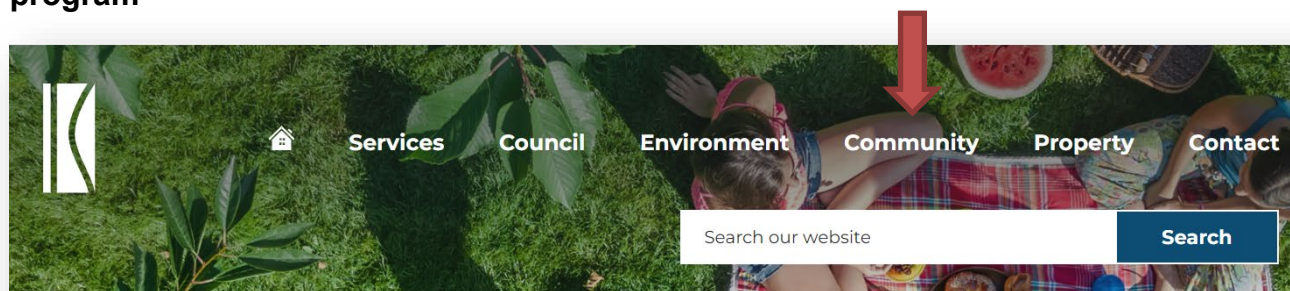 program
Services Council Environment Community Property Contact
Search our website Search